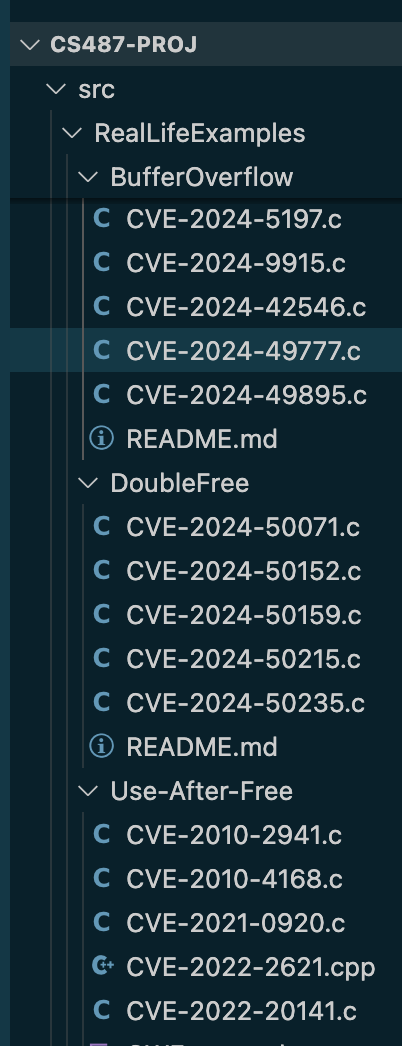 CS487-PROJ
src
RealLifeExamples
BufferOverflow
C CVE-2024-5197.c
C CVE-2024-9915.c
C CVE-2024-42546.c
C CVE-2024-49777.c
C CVE-2024-49895.c
README.md
DoubleFree
C CVE-2024-50071.c
C CVE-2024-50152.c
C CVE-2024-50159.c
C CVE-2024-50215.c
C CVE-2024-50235.c
README.md
Use-After-Free
C CVE-2010-2941.c
C CVE-2010-4168.c
C CVE-2021-0920.c
C++ CVE-2022-2621.cpp
C CVE-2022-20141.c